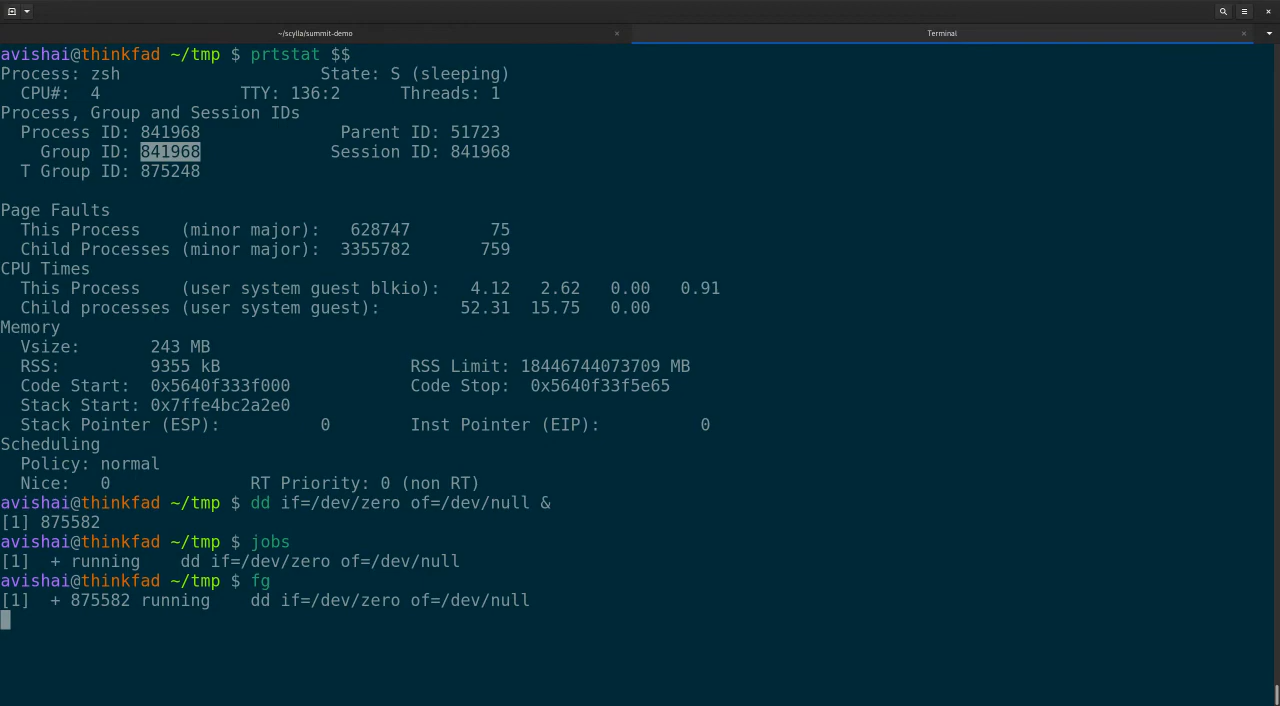 ~/scylla/summit-demo
Terminal
avishai@thinkfad ~/tmp $ prtstat $$
Process: zsh                    State: S (sleeping)
  CPU#:  4              TTY: 136:2      Threads: 1
Process, Group and Session IDs
  Process ID: 841968              Parent ID: 51723
    Group ID: 841968             Session ID: 841968
  T Group ID: 875248
Page Faults
  This Process    (minor major):   628747        75
  Child Processes (minor major):  3355782       759
CPU Times
  This Process    (user system guest blkio):   4.12   2.62   0.00   0.91
  Child processes (user system guest):        52.31  15.75   0.00
Memory
  Vsize:       243 MB
  RSS:         9355 kB                   RSS Limit: 18446744073709 MB
  Code Start:  0x5640f333f000            Code Stop:  0x5640f33f5e65
  Stack Start: 0x7ffe4bc2a2e0
  Stack Pointer (ESP):          0        Inst Pointer (EIP):          0
Scheduling
  Policy: normal
  Nice:   0              RT Priority: 0 (non RT)
avishai@thinkfad ~/tmp $ dd if=/dev/zero of=/dev/null &
[1] 875582
avishai@thinkfad ~/tmp $ jobs
[1]  + running    dd if=/dev/zero of=/dev/null
avishai@thinkfad ~/tmp $ fg
[1]  + 875582 running    dd if=/dev/zero of=/dev/null